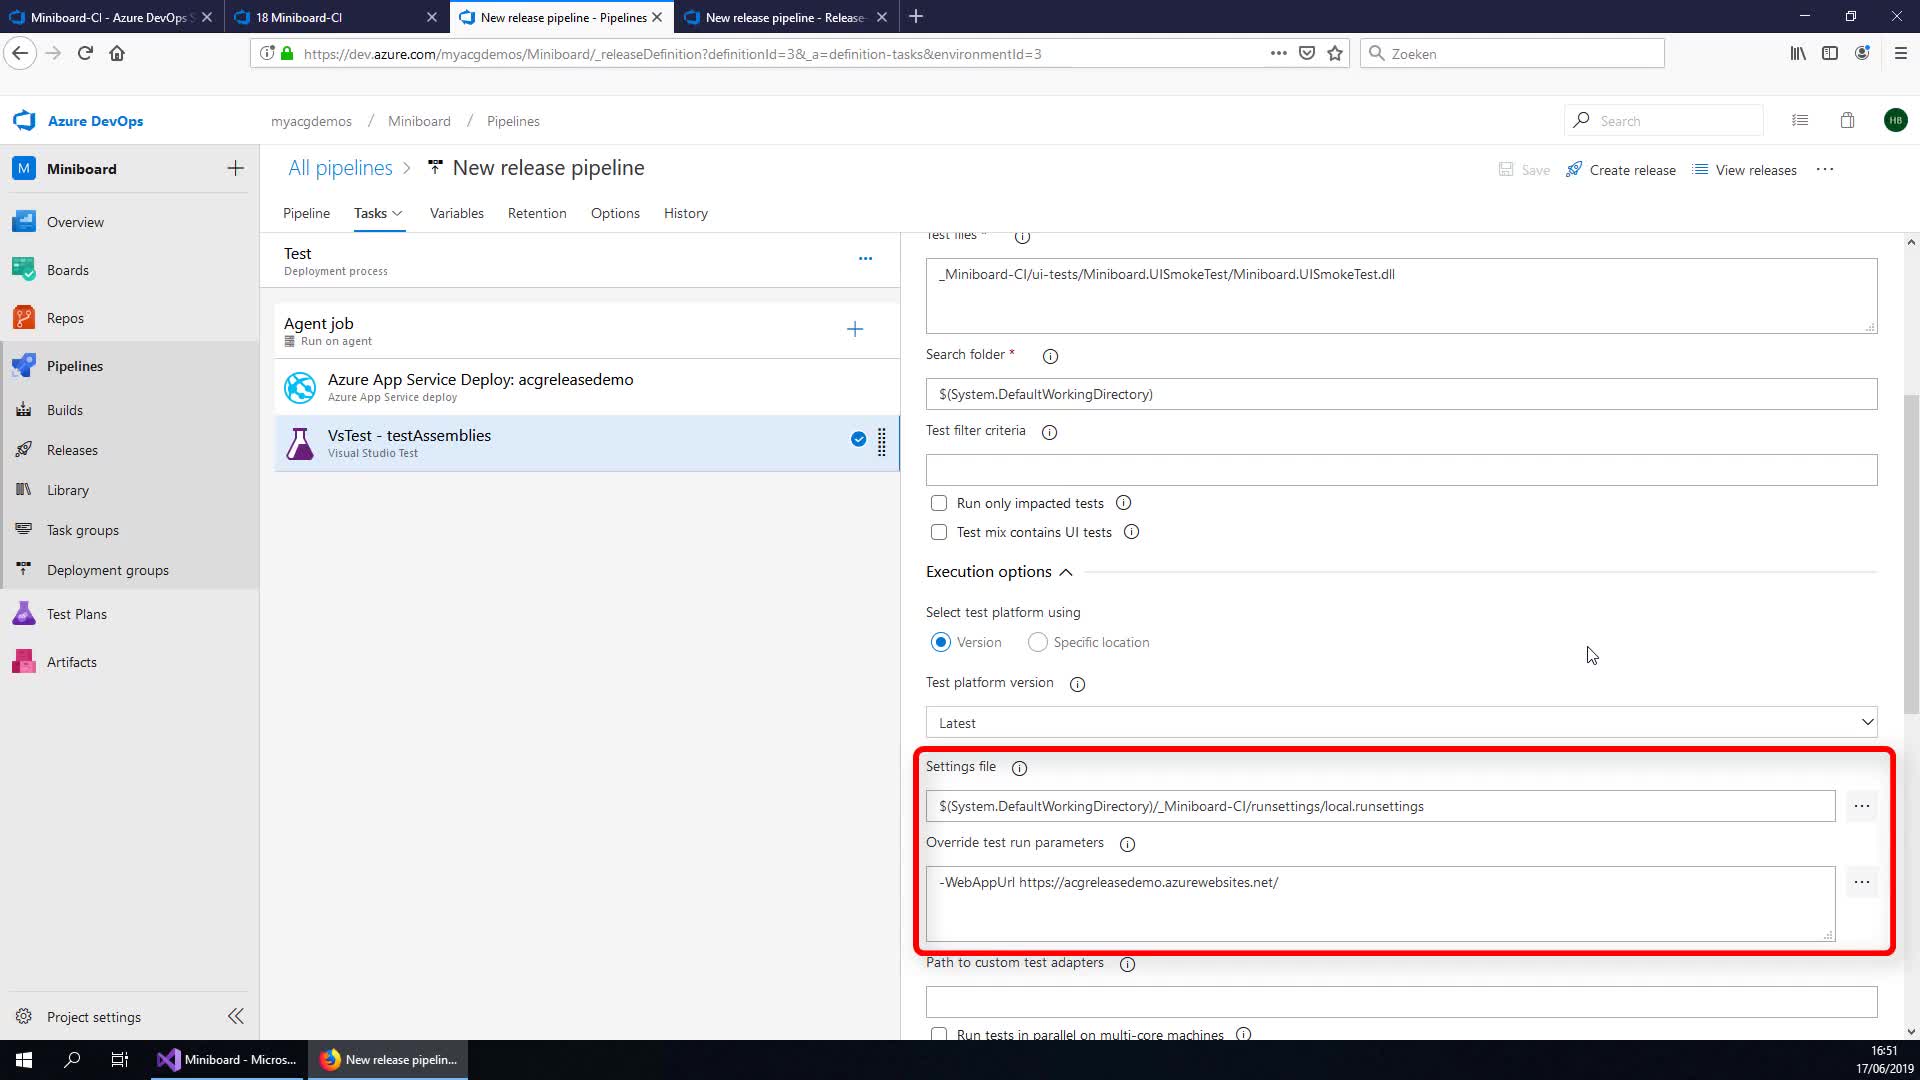 Miniboard-CI - Azure DevOps S
18 Miniboard-CI
New release pipeline - Pipelines
New release pipeline - Release
https://dev.azure.com/myacgdemos/Miniboard/_releaseDefinition?definitionId=3&_a=definition-tasks&environmentId=3
Zoeken
Azure DevOps
myacgdemos / Miniboard / Pipelines
Search
HB
M Miniboard
All pipelines > New release pipeline
Save
Create release
View releases
Pipeline
Tasks
Variables
Retention
Options
History
Overview
Boards
Repos
Pipelines
Builds
Releases
Library
Task groups
Deployment groups
Test Plans
Artifacts
Project settings
Test
Deployment process
Agent job
Run on agent
Azure App Service Deploy: acgreleasedemo
Azure App Service deploy
VsTest - testAssemblies
Visual Studio Test
Test files *
_Miniboard-CI/ui-tests/Miniboard.UISmokeTest/Miniboard.UISmokeTest.dll
Search folder *
$(System.DefaultWorkingDirectory)
Test filter criteria
Run only impacted tests
Test mix contains UI tests
Execution options
Select test platform using
Version
Specific location
Test platform version
Latest
Settings file
$(System.DefaultWorkingDirectory)/_Miniboard-CI/runsettings/local.runsettings
Override test run parameters
-WebAppUrl https://acgreleasedemo.azurewebsites.net/
Path to custom test adapters
Run tests in parallel on multi-core machines
Miniboard - Micros...
New release pipelin...
16:51
17/06/2019